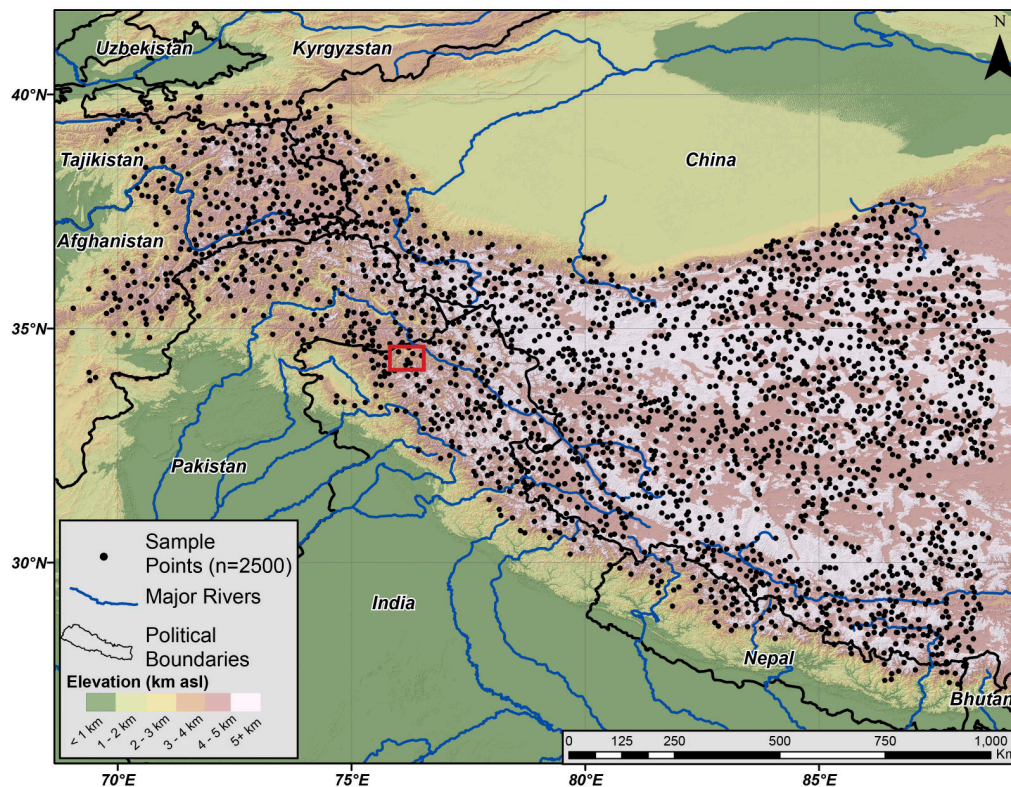 Uzbekistan
Kyrgyzstan
N
40°N
Tajikistan
China
Afghanistan
35°N
Pakistan
30°N
India
Nepal
Bhutan
Sample
Points (n=2500)
Major Rivers
Political
Boundaries
Elevation (km asl)
< 1 km
1 - 2 km
2 - 3 km
3 - 4 km
4 - 5 km
5+ km
0 125 250 500 750 1,000
Km
70°E 75°E 80°E 85°E